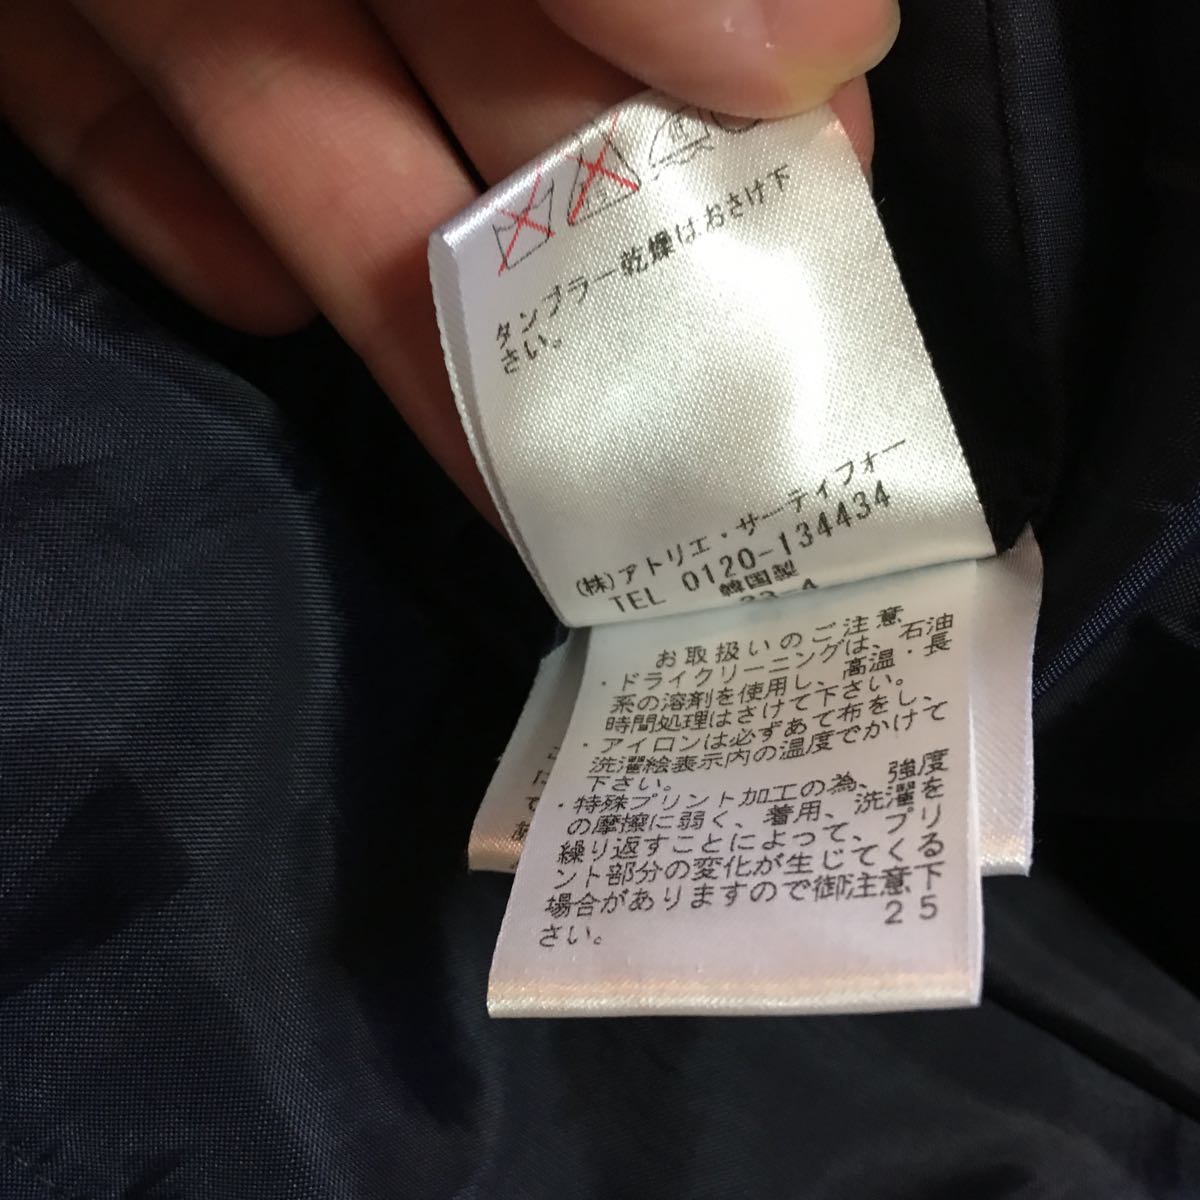 タンブラー乾燥はおさけ下
さい。
(株)アトリエ・サーティフォー
TEL 0120-134434
韓国製
33-4
お取扱いのご注意
・ドライクリーニングは、石油
系の溶剤を使用し、高温・長
時間処理はさけて下さい。
・アイロンは必ずあて布をし、
洗濯絵表示内の温度でかけて
下さい。
・特殊プリント加工の為、強度
の摩擦に弱く、着用、洗濯を
繰り返すことによって、プリ
ント部分の変化が生じてくる
場合がありますので御注意下
さい。
25